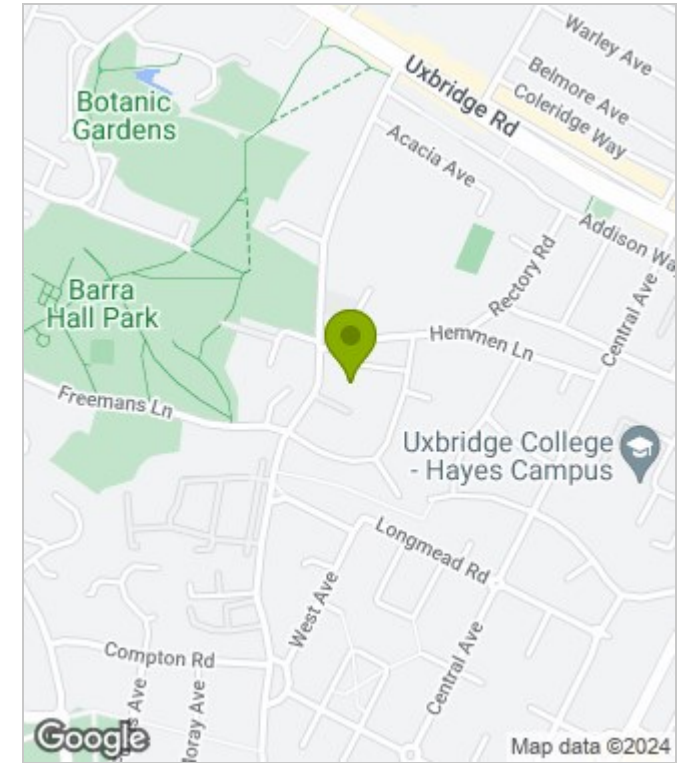 Warley Ave
Uxbridge Rd
Belmore Ave
Coleridge Way
Botanic
Gardens
Acacia Ave
Addison Wa
Rectory Rd
Central Ave
Barra
Hall Park
Hemmen Ln
Freemans Ln
Uxbridge College
- Hayes Campus
Longmead Rd
West Ave
Compton Rd
Central Ave
s Ave
Moray Ave
Google
Map data ©2024